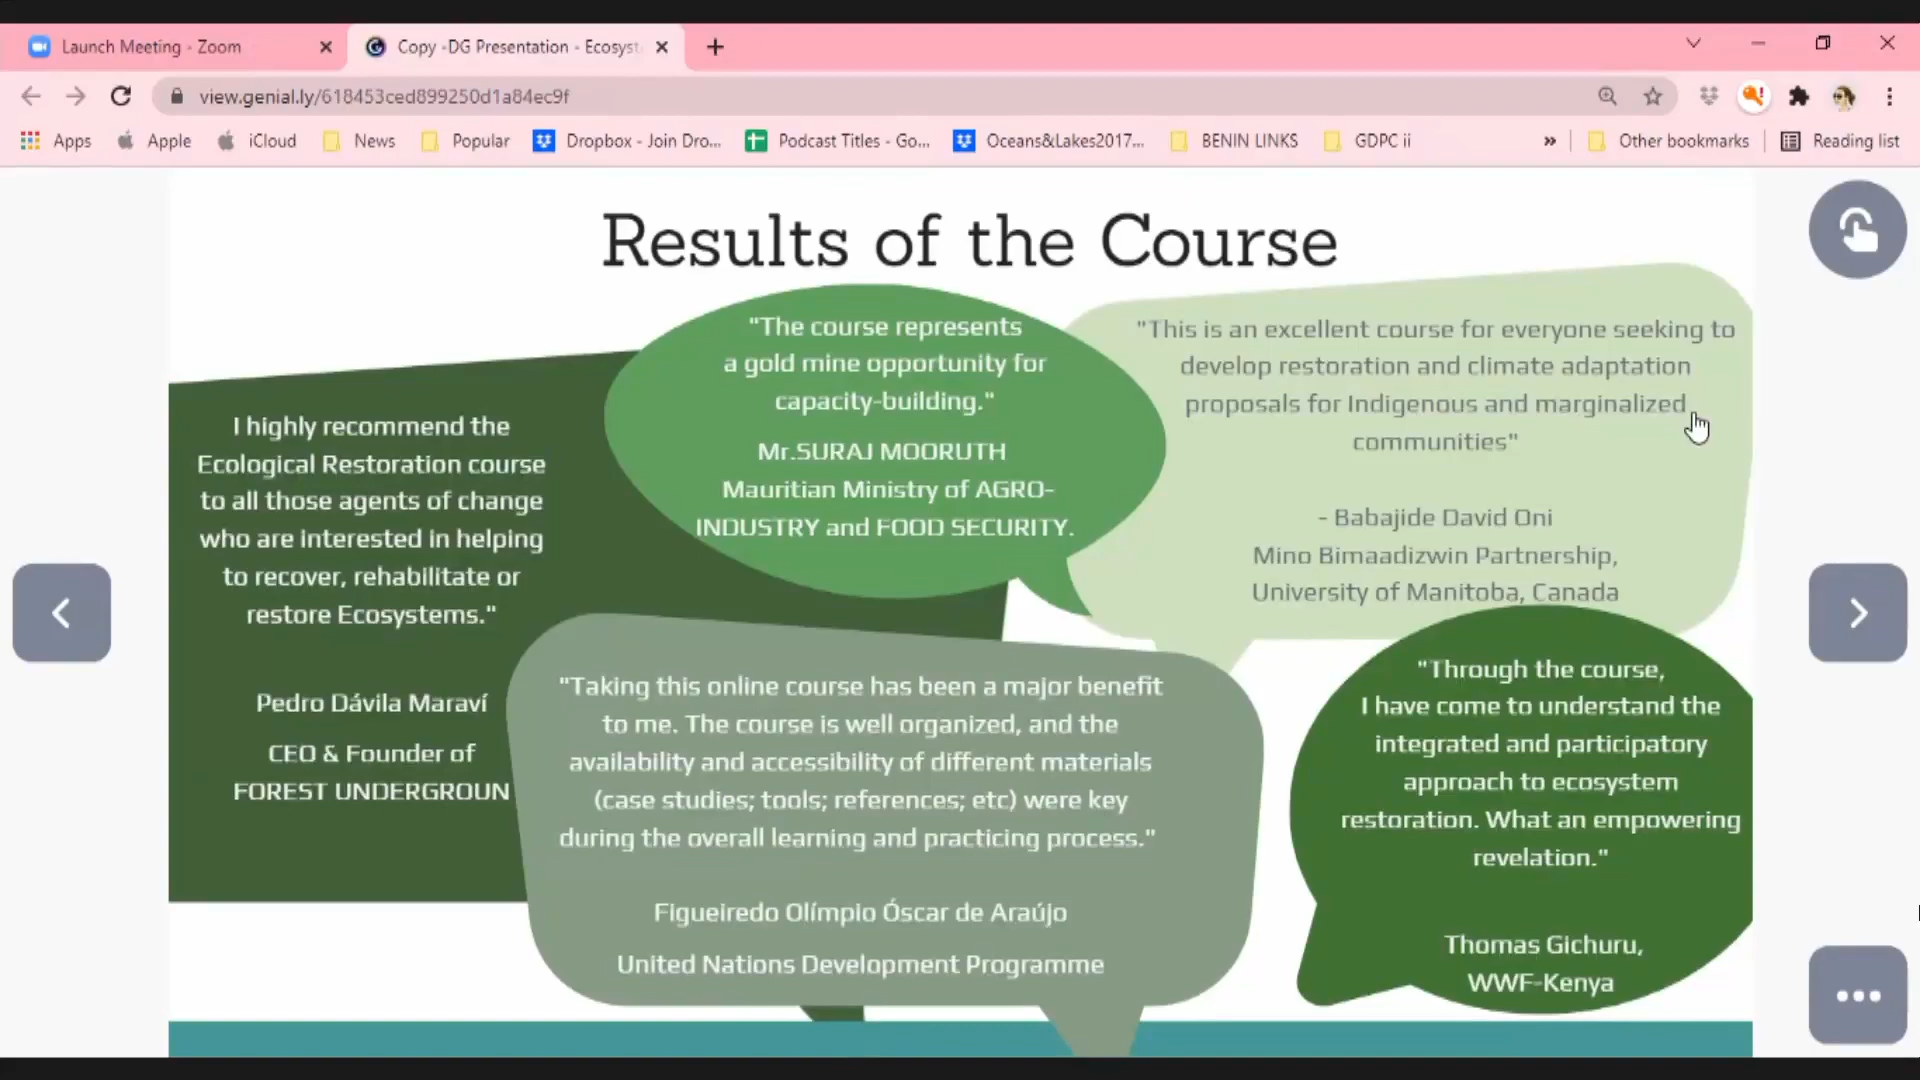 Launch Meeting - Zoom
Copy -DG Presentation - Ecosyst
view.genial.ly/618453ced899250d1a84ec9f
Apps
Apple
iCloud
News
Popular
Dropbox - Join Dro...
Podcast Titles - Go...
Oceans&Lakes2017...
BENIN LINKS
GDPC ii
»
Other bookmarks
Reading list
Results of the Course
I highly recommend the
Ecological Restoration course
to all those agents of change
who are interested in helping
to recover, rehabilitate or
restore Ecosystems."
Pedro Dávila Maraví
CEO & Founder of
FOREST UNDERGROUN
"The course represents
a gold mine opportunity for
capacity-building."
Mr.SURAJ MOORUTH
Mauritian Ministry of AGRO-
INDUSTRY and FOOD SECURITY.
"This is an excellent course for everyone seeking to
develop restoration and climate adaptation
proposals for Indigenous and marginalized
communities"
- Babajide David Oni
Mino Bimaadizwin Partnership,
University of Manitoba, Canada
"Taking this online course has been a major benefit
to me. The course is well organized, and the
availability and accessibility of different materials
(case studies; tools; references; etc) were key
during the overall learning and practicing process."
Figueiredo Olímpio Óscar de Araújo
United Nations Development Programme
"Through the course,
I have come to understand the
integrated and participatory
approach to ecosystem
restoration. What an empowering
revelation."
Thomas Gichuru,
WWF-Kenya